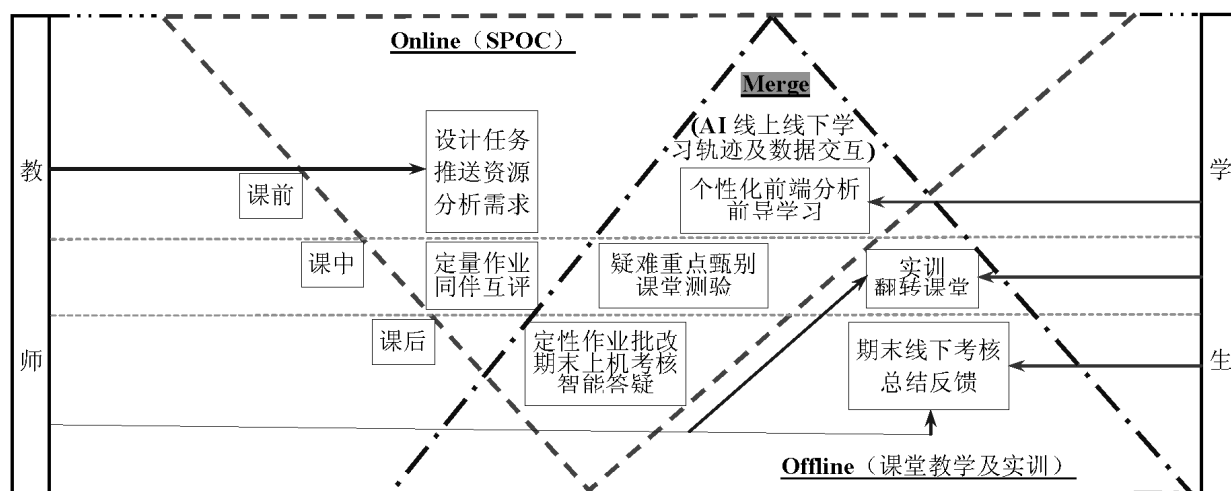 Online（SPOC）
Merge
(AI 线上线下学
习轨迹及数据交互)
设计任务
推送资源
分析需求
教
师
学
生
课前
个性化前端分析
前导学习
课中
定量作业
同伴互评
疑难重点甄别
课堂测验
实训
翻转课堂
课后
定性作业批改
期末上机考核
智能答疑
期末线下考核
总结反馈
Offline（课堂教学及实训）